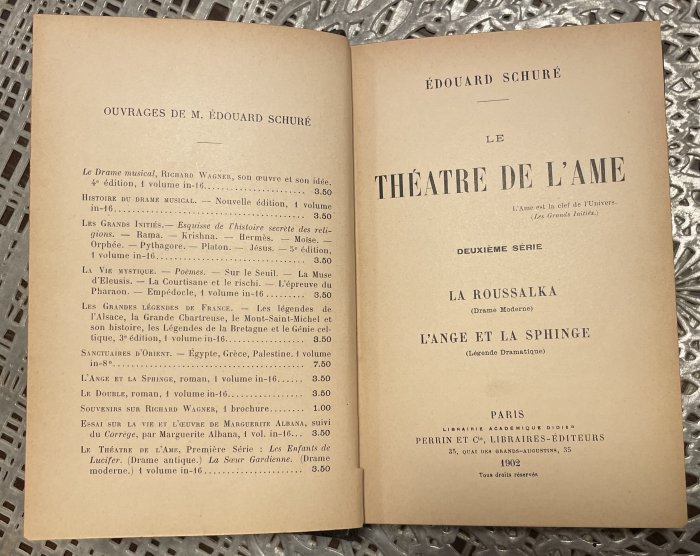 OUVRAGES DE M. ÉDOUARD SCHURÉ
Le Drame musical, RICHARD WAGNER, son œuvre et son idée,
4e édition, 1 volume in-16................ 3.50
HISTOIRE DU DRAME MUSICAL. — Nouvelle édition, 1 volume
in-16................ 3.50
LES GRANDS INITIÉS. — Esquisse de l'histoire secrète des reli-
gions. — Rama. — Krishna. — Hermès. — Moïse. —
Orphée. — Pythagore. — Platon. — Jésus. — 5e édition,
1 volume in-16................ 3.50
LA VIE MYSTIQUE. — Poèmes. — Sur le Seuil. — La Muse
d'Eleusis. — La Courtisane et le rischi. — L'épreuve du
Pharaon. — Empédocle, 1 volume in-16........ 3.50
LES GRANDES LÉGENDES DE FRANCE. — Les légendes de
l'Alsace, la Grande Chartreuse, le Mont-Saint-Michel et
son histoire, les Légendes de la Bretagne et le Génie cel-
tique, 3e édition, 1 volume in-16............ 3.50
SANCTUAIRES D'ORIENT. — Égypte, Grèce, Palestine. 1 volume
in-8°................ 7.50
L'ANGE ET LA SPHINGE, roman, 1 volume in-16...... 3.50
LE DOUBLE, roman, 1 volume in-16............ 3.50
SOUVENIRS SUR RICHARD WAGNER, 1 brochure....... 1.00
ESSAI SUR LA VIE ET L'ŒUVRE DE MARGUERITE ALBANA, suivi
du Corrège, par Marguerite Albana, 1 vol. in-16... 3.50
LE THÉATRE DE L'AME, Première Série : Les Enfants de
Lucifer. (Drame antique.) La Sœur Gardienne. (Drame
moderne.) 1 volume in-16................ 3.50
ÉDOUARD SCHURÉ
LE
THÉATRE DE L'AME
L'Ame est la clef de l'Univers.
(Les Grands Initiés.)
DEUXIÈME SÉRIE
LA ROUSSALKA
(Drame Moderne)
L'ANGE ET LA SPHINGE
(Légende Dramatique)
PARIS
LIBRAIRIE ACADÉMIQUE DIDIER
PERRIN ET Cie, LIBRAIRES-ÉDITEURS
35, QUAI DES GRANDS-AUGUSTINS, 35
1902
Tous droits réservés